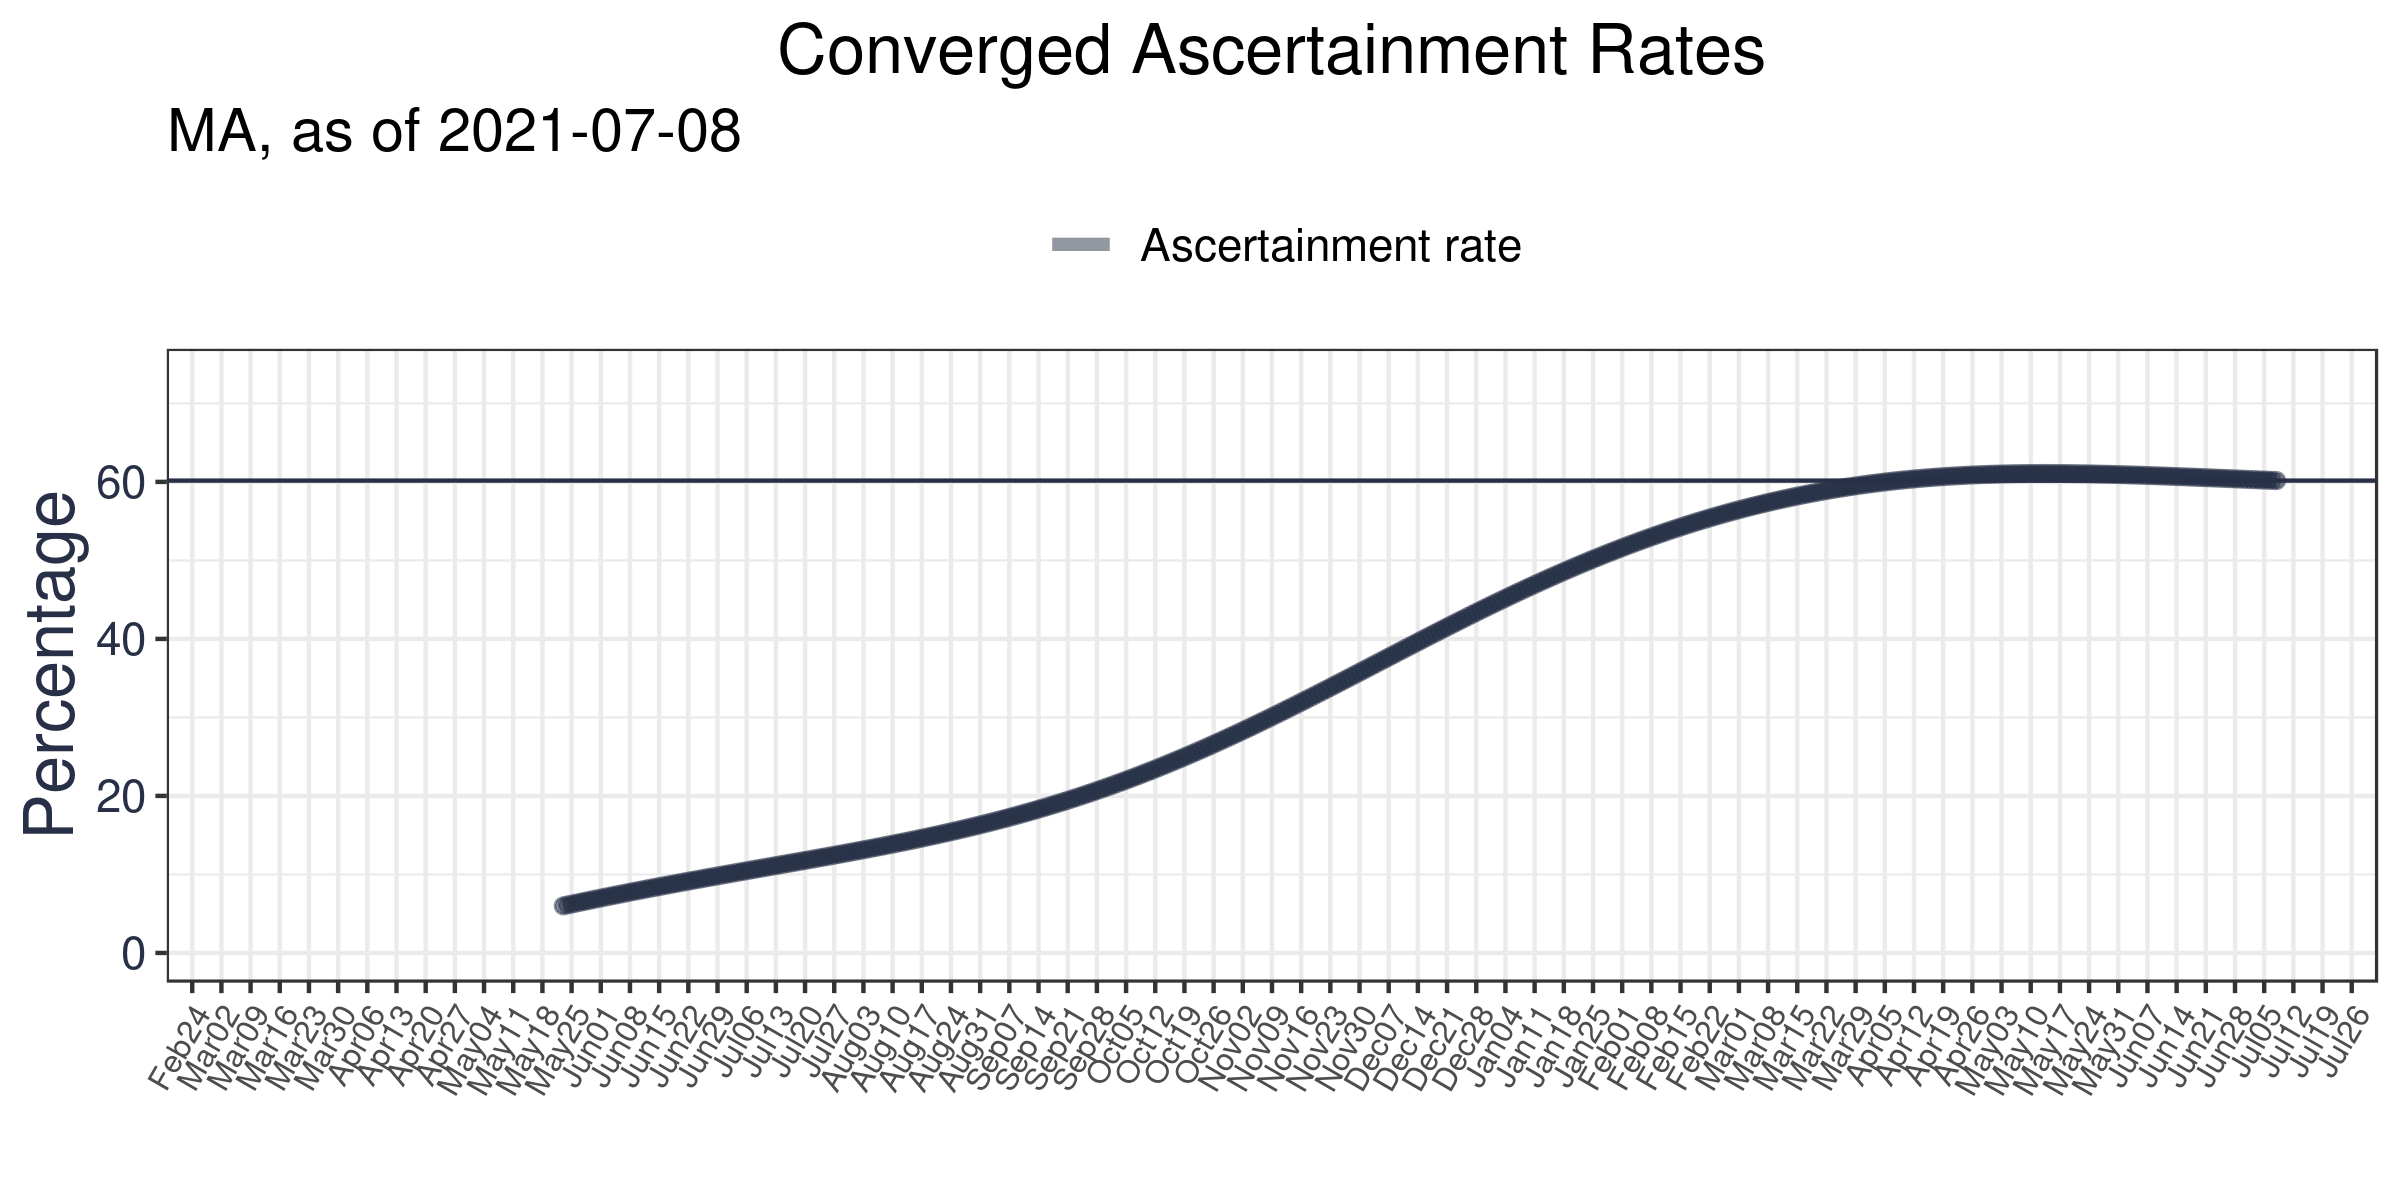 Converged Ascertainment Rates
MA, as of 2021-07-08
Ascertainment rate
Percentage
60
40
20
0
Feb24
Mar02
Mar09
Mar16
Mar23
Mar30
Apr06
Apr13
Apr20
Apr27
May04
May11
May18
May25
Jun01
Jun08
Jun15
Jun22
Jun29
Jul06
Jul13
Jul20
Jul27
Aug03
Aug10
Aug17
Aug24
Aug31
Sep07
Sep14
Sep21
Sep28
Oct05
Oct12
Oct19
Oct26
Nov02
Nov09
Nov16
Nov23
Nov30
Dec07
Dec14
Dec21
Dec28
Jan04
Jan11
Jan18
Jan25
Feb01
Feb08
Feb15
Feb22
Mar01
Mar08
Mar15
Mar22
Mar29
Apr05
Apr12
Apr19
Apr26
May03
May10
May17
May24
May31
Jun07
Jun14
Jun21
Jun28
Jul05
Jul12
Jul19
Jul26